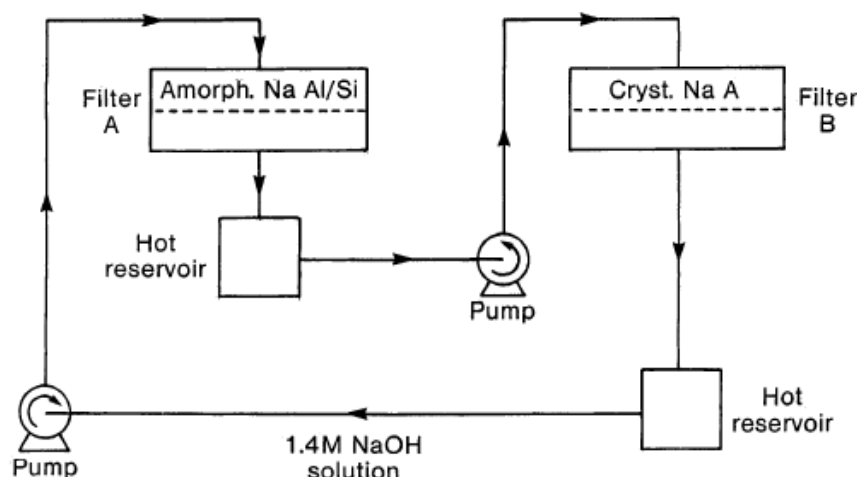 Filter
A
Amorph. Na Al/Si
Cryst. Na A
Filter
B
Hot
reservoir
Pump
Hot
reservoir
Pump
1.4M NaOH
solution